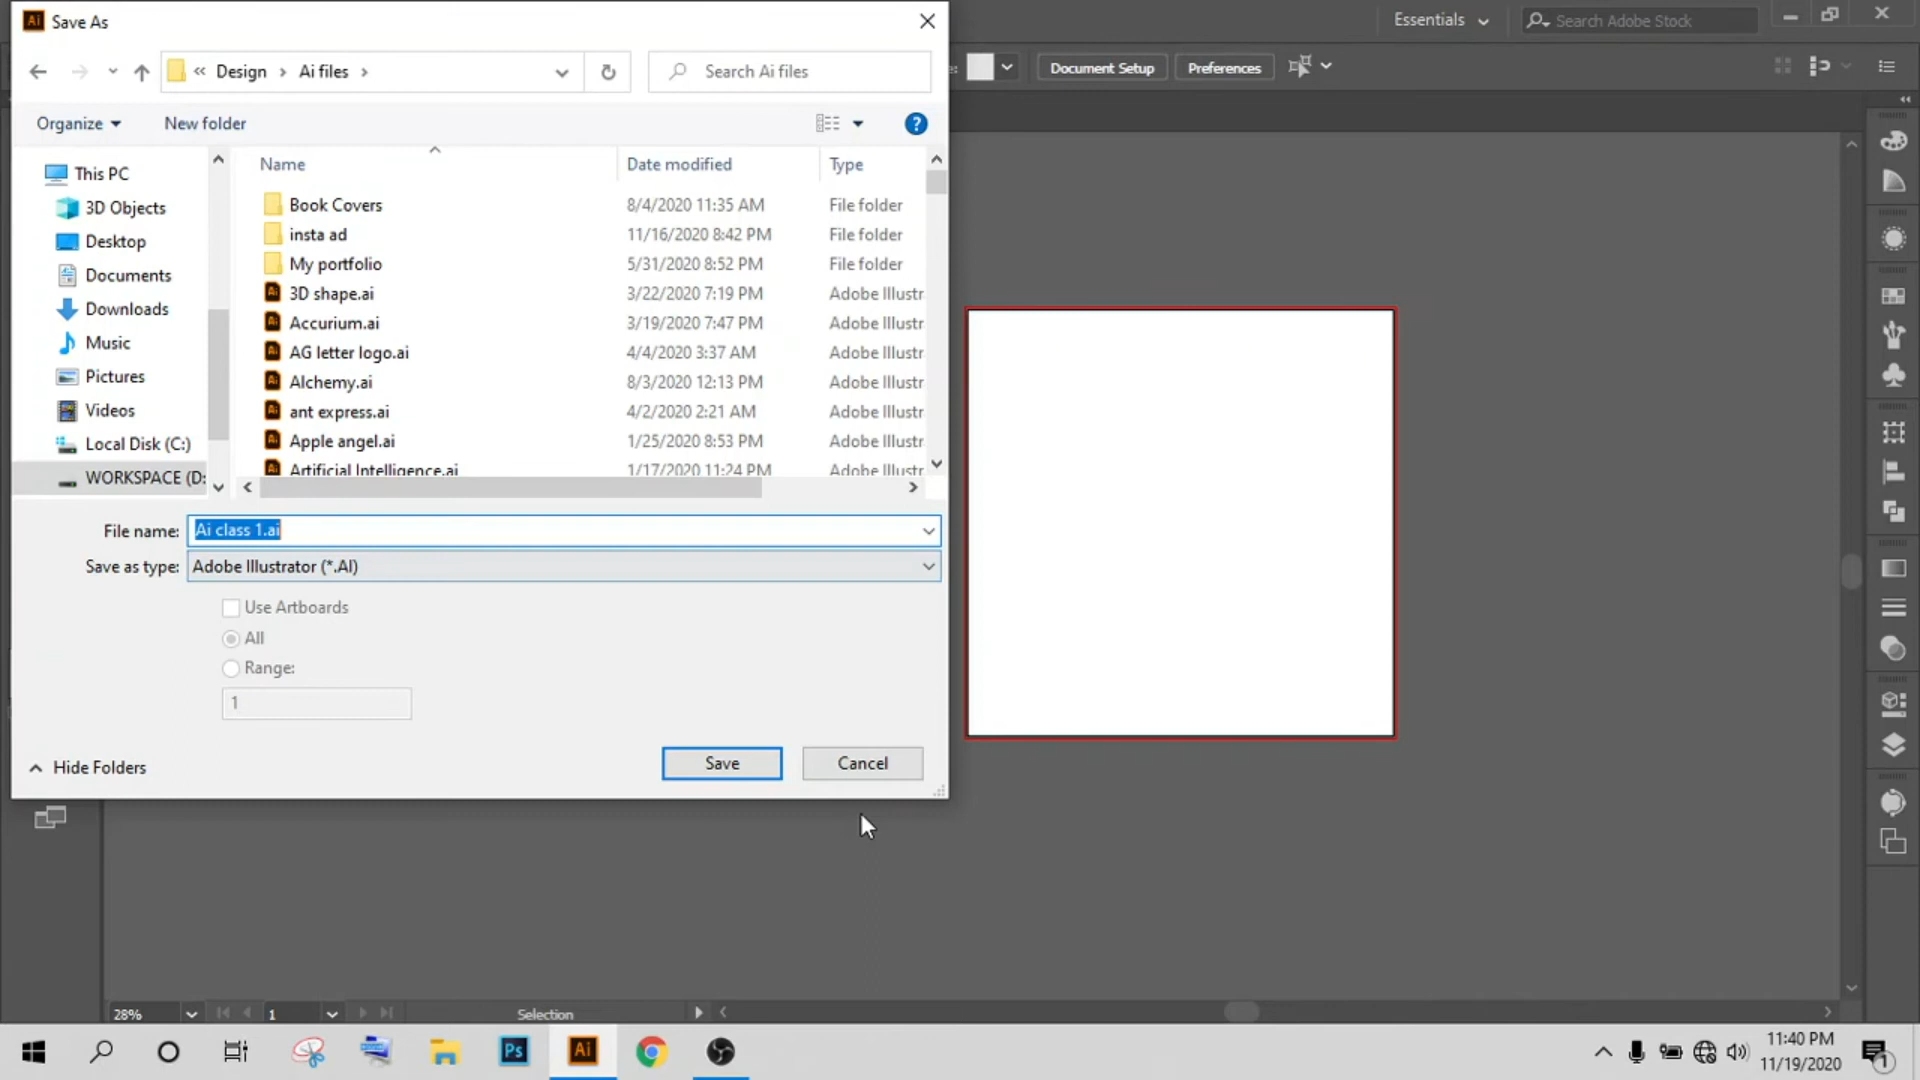 Ai Save As
Essentials
Search Adobe Stock
« Design › Ai files ›
Search Ai files
Document Setup
Preferences
Organize
New folder
?
Name
Date modified
Type
This PC
3D Objects
Desktop
Documents
Downloads
Music
Pictures
Videos
Local Disk (C:)
WORKSPACE (D:
Book Covers 8/4/2020 11:35 AM File folder
insta ad 11/16/2020 8:42 PM File folder
My portfolio 5/31/2020 8:52 PM File folder
3D shape.ai 3/22/2020 7:19 PM Adobe Illustr
Accurium.ai 3/19/2020 7:47 PM Adobe Illustr
AG letter logo.ai 4/4/2020 3:37 AM Adobe Illustr
Alchemy.ai 8/3/2020 12:13 PM Adobe Illustr
ant express.ai 4/2/2020 2:21 AM Adobe Illustr
Apple angel.ai 1/25/2020 8:53 PM Adobe Illustr
Artificial Intelligence.ai 1/17/2020 11:24 PM Adobe Illustr
File name: Ai class 1.ai
Save as type: Adobe Illustrator (*.AI)
Use Artboards
All
Range:
1
Hide Folders
Save
Cancel
28%
1
Selection
Ps
Ai
11:40 PM
11/19/2020
1